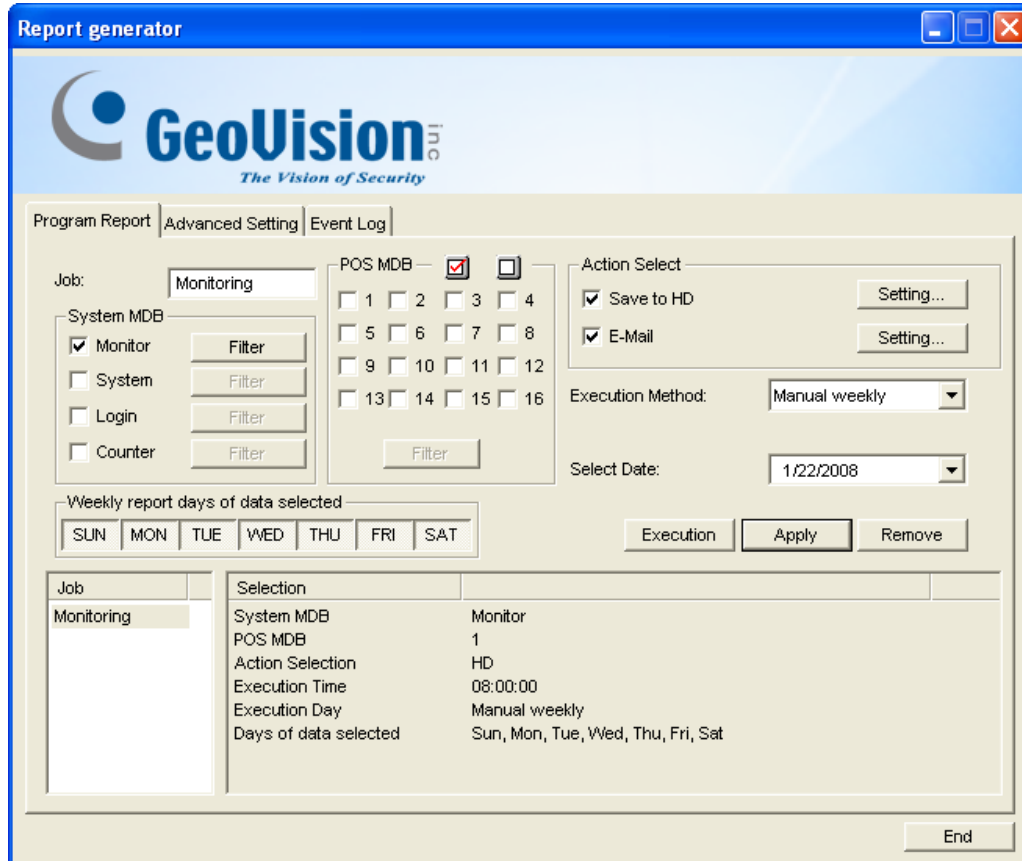 Report generator
GeoVision inc
The Vision of Security
Program Report Advanced Setting Event Log
Job: Monitoring
System MDB
Monitor Filter
System Filter
Login Filter
Counter Filter
POS MDB
1 2 3 4
5 6 7 8
9 10 11 12
13 14 15 16
Filter
Action Select
Save to HD Setting...
E-Mail Setting...
Execution Method: Manual weekly
Select Date: 1/22/2008
Weekly report days of data selected
SUN MON TUE WED THU FRI SAT
Execution Apply Remove
Job
Monitoring
Selection
System MDB Monitor
POS MDB 1
Action Selection HD
Execution Time 08:00:00
Execution Day Manual weekly
Days of data selected Sun, Mon, Tue, Wed, Thu, Fri, Sat
End